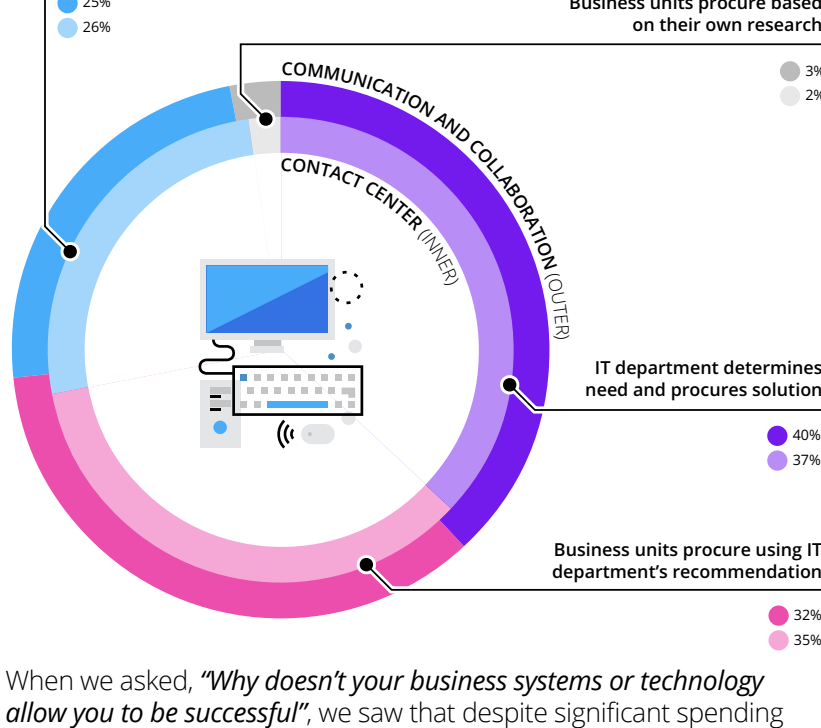 25%
26%
Business units procure based
on their own research
3%
2%
COMMUNICATION AND COLLABORATION (OUTER)
CONTACT CENTER (INNER)
IT department determines
need and procures solution
40%
37%
Business units procure using IT
department’s recommendation
32%
35%
When we asked, “Why doesn’t your business systems or technology
allow you to be successful”, we saw that despite significant spending